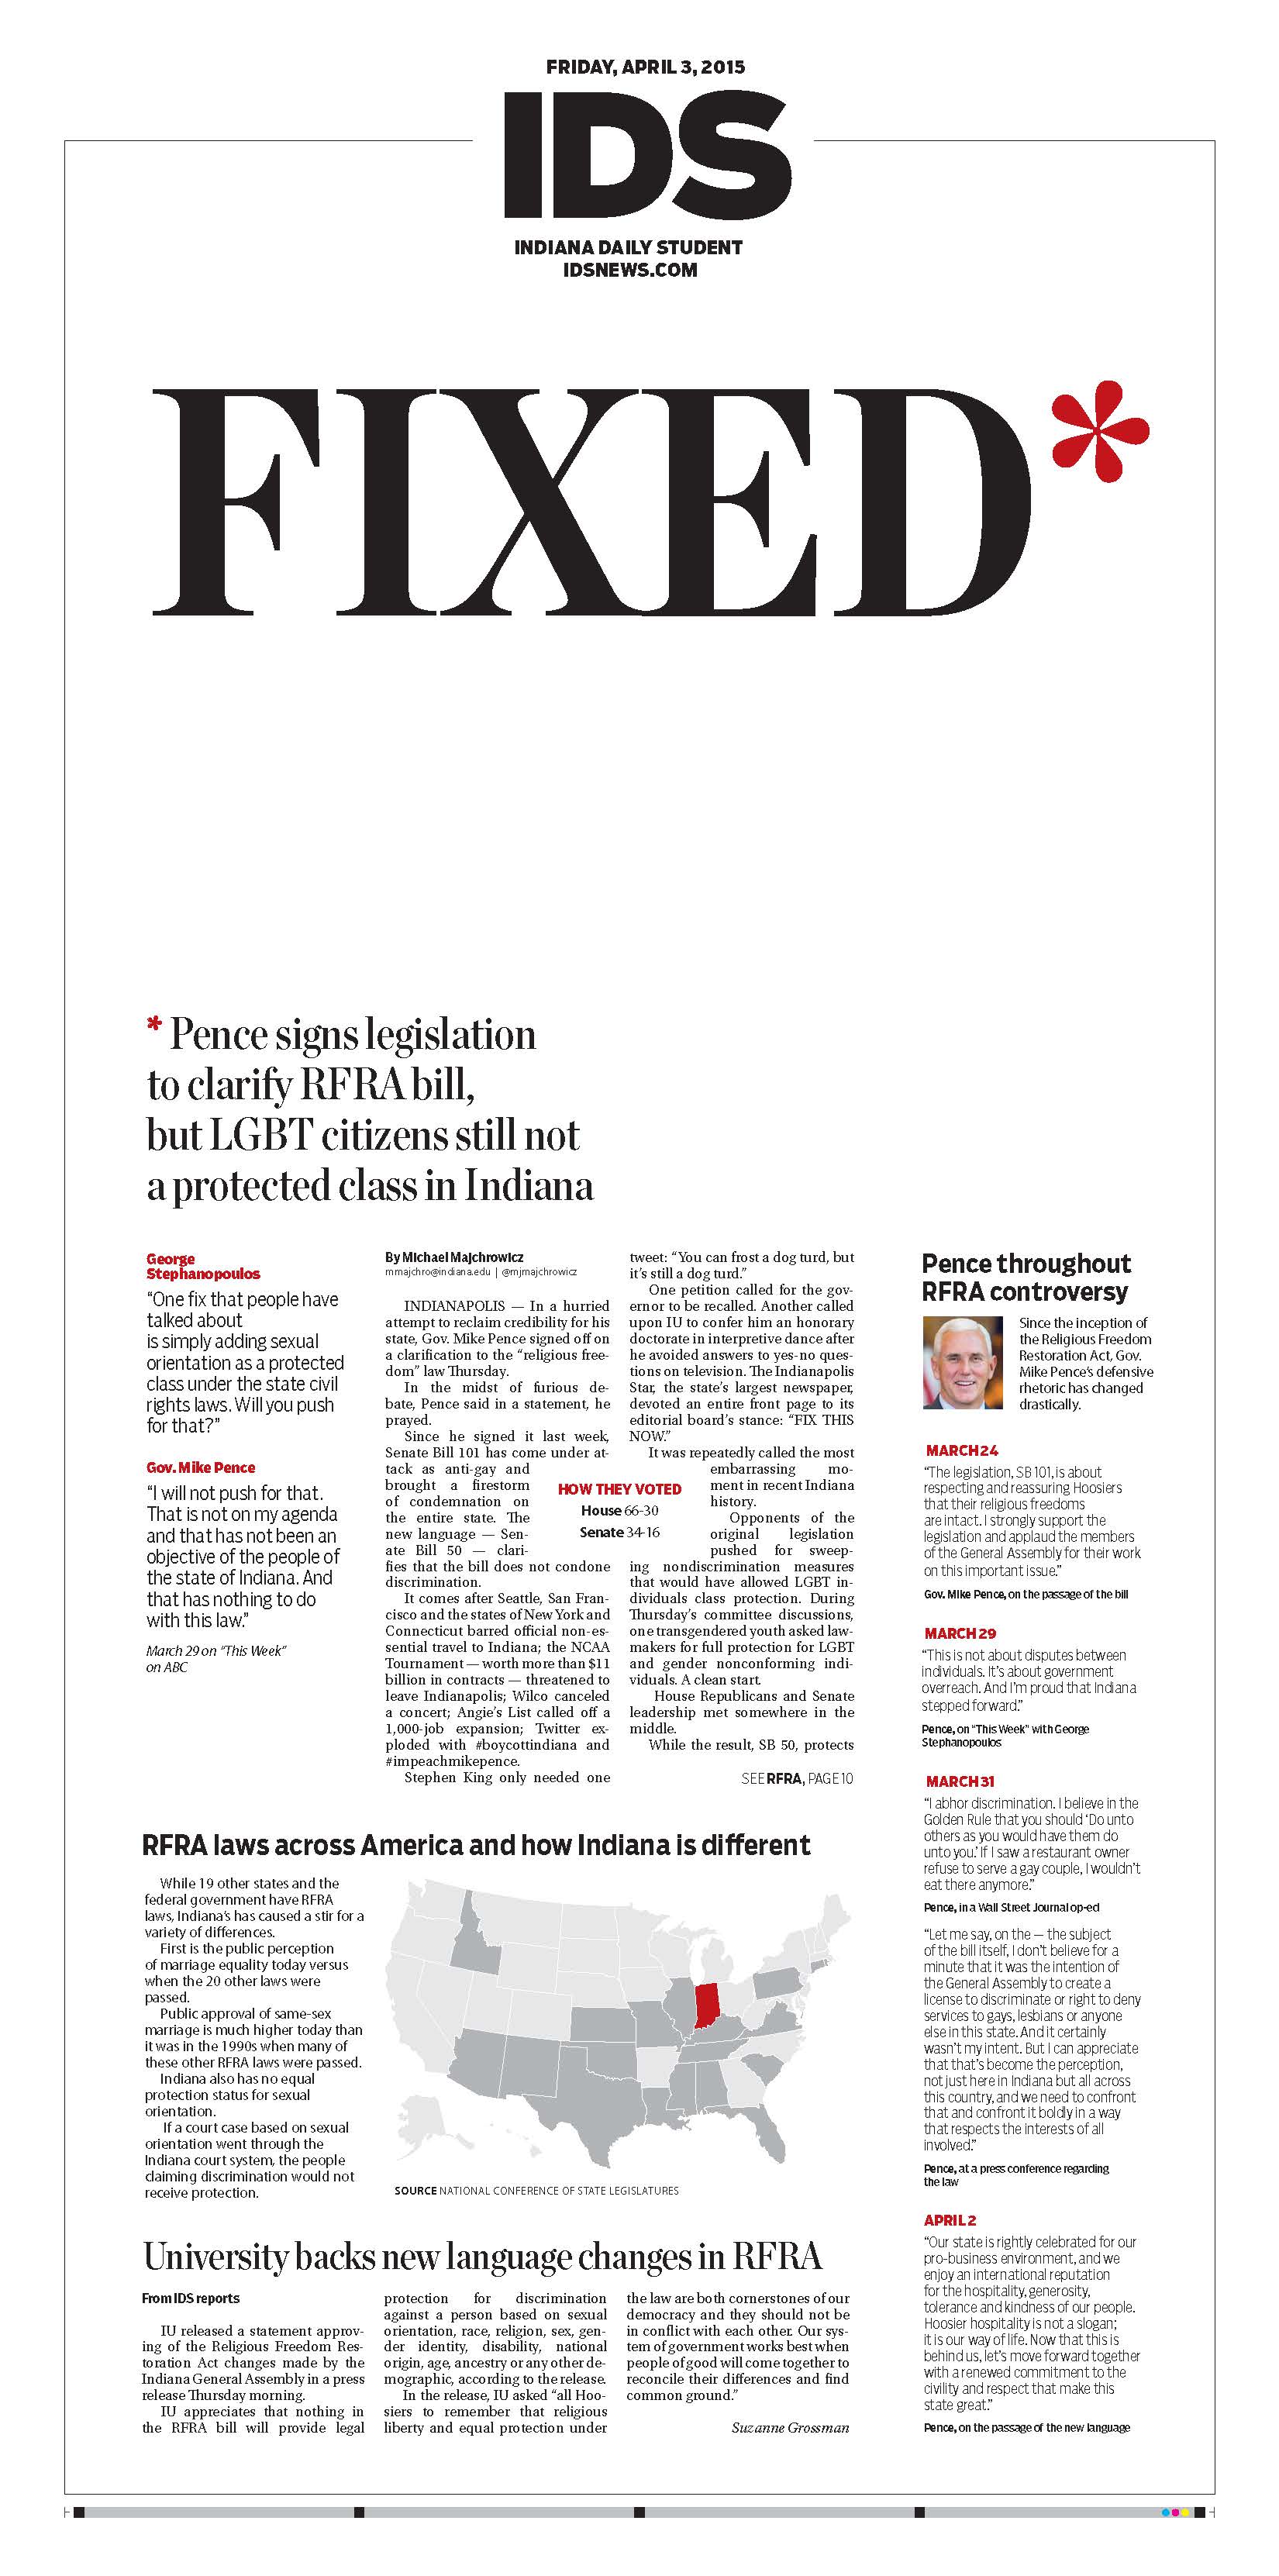 FRIDAY, APRIL 3, 2015
IDS
INDIANA DAILY STUDENT
IDSNEWS.COM
FIXED*
* Pence signs legislation
to clarify RFRA bill,
but LGBT citizens still not
a protected class in Indiana
George
Stephanopoulos
“One fix that people have
talked about
is simply adding sexual
orientation as a protected
class under the state civil
rights laws. Will you push
for that?”
Gov. Mike Pence
“I will not push for that.
That is not on my agenda
and that has not been an
objective of the people of
the state of Indiana. And
that has nothing to do
with this law.”
March 29 on “This Week”
on ABC
By Michael Majchrowicz
mmajchro@indiana.edu | @mjmajchrowicz
INDIANAPOLIS — In a hurried
attempt to reclaim credibility for his
state, Gov. Mike Pence signed off on
a clarification to the “religious free-
dom” law Thursday.
In the midst of furious de-
bate, Pence said in a statement, he
prayed.
Since he signed it last week,
Senate Bill 101 has come under at-
tack as anti-gay and
brought a firestorm
of condemnation on
the entire state. The
new language — Sen-
ate Bill 50 — clari-
fies that the bill does not condone
discrimination.
It comes after Seattle, San Fran-
cisco and the states of New York and
Connecticut barred official non-es-
sential travel to Indiana; the NCAA
Tournament — worth more than $11
billion in contracts — threatened to
leave Indianapolis; Wilco canceled
a concert; Angie’s List called off a
1,000-job expansion; Twitter ex-
ploded with #boycottindiana and
#impeachmikepence.
Stephen King only needed one
tweet: “You can frost a dog turd, but
it’s still a dog turd.”
One petition called for the gov-
ernor to be recalled. Another called
upon IU to confer him an honorary
doctorate in interpretive dance after
he avoided answers to yes-no ques-
tions on television. The Indianapolis
Star, the state’s largest newspaper,
devoted an entire front page to its
editorial board’s stance: “FIX THIS
NOW.”
It was repeatedly called the most
embarrassing mo-
ment in recent Indiana
history.
Opponents of the
original legislation
pushed for sweep-
ing nondiscrimination measures
that would have allowed LGBT in-
dividuals class protection. During
Thursday’s committee discussions,
one transgendered youth asked law-
makers for full protection for LGBT
and gender nonconforming indi-
viduals. A clean start.
House Republicans and Senate
leadership met somewhere in the
middle.
While the result, SB 50, protects
SEE RFRA, PAGE 10
HOW THEY VOTED
House 66-30
Senate 34-16
Pence throughout
RFRA controversy
Since the inception of
the Religious Freedom
Restoration Act, Gov.
Mike Pence’s defensive
rhetoric has changed
drastically.
MARCH 24
“The legislation, SB 101, is about
respecting and reassuring Hoosiers
that their religious freedoms
are intact. I strongly support the
legislation and applaud the members
of the General Assembly for their work
on this important issue.”
Gov. Mike Pence, on the passage of the bill
MARCH 29
“This is not about disputes between
individuals. It’s about government
overreach. And I’m proud that Indiana
stepped forward.”
Pence, on “This Week” with George
Stephanopoulos
MARCH 31
“I abhor discrimination. I believe in the
Golden Rule that you should ‘Do unto
others as you would have them do
unto you.’ If I saw a restaurant owner
refuse to serve a gay couple, I wouldn’t
eat there anymore.”
Pence, in a Wall Street Journal op-ed
“Let me say, on the — the subject
of the bill itself, I don’t believe for a
minute that it was the intention of
the General Assembly to create a
license to discriminate or right to deny
services to gays, lesbians or anyone
else in this state. And it certainly
wasn’t my intent. But I can appreciate
that that’s become the perception,
not just here in Indiana but all across
this country, and we need to confront
that and confront it boldly in a way
that respects the interests of all
involved.”
Pence, at a press conference regarding
the law
APRIL 2
“Our state is rightly celebrated for our
pro-business environment, and we
enjoy an international reputation
for the hospitality, generosity,
tolerance and kindness of our people.
Hoosier hospitality is not a slogan;
it is our way of life. Now that this is
behind us, let’s move forward together
with a renewed commitment to the
civility and respect that make this
state great.”
Pence, on the passage of the new language
RFRA laws across America and how Indiana is different
While 19 other states and the
federal government have RFRA
laws, Indiana’s has caused a stir for a
variety of differences.
First is the public perception
of marriage equality today versus
when the 20 other laws were
passed.
Public approval of same-sex
marriage is much higher today than
it was in the 1990s when many of
these other RFRA laws were passed.
Indiana also has no equal
protection status for sexual
orientation.
If a court case based on sexual
orientation went through the
Indiana court system, the people
claiming discrimination would not
receive protection.
SOURCE NATIONAL CONFERENCE OF STATE LEGISLATURES
University backs new language changes in RFRA
From IDS reports
IU released a statement approv-
ing of the Religious Freedom Res-
toration Act changes made by the
Indiana General Assembly in a press
release Thursday morning.
IU appreciates that nothing in
the RFRA bill will provide legal
protection for discrimination
against a person based on sexual
orientation, race, religion, sex, gen-
der identity, disability, national
origin, age, ancestry or any other de-
mographic, according to the release.
In the release, IU asked “all Hoo-
siers to remember that religious
liberty and equal protection under
the law are both cornerstones of our
democracy and they should not be
in conflict with each other. Our sys-
tem of government works best when
people of good will come together to
reconcile their differences and find
common ground.”
Suzanne Grossman